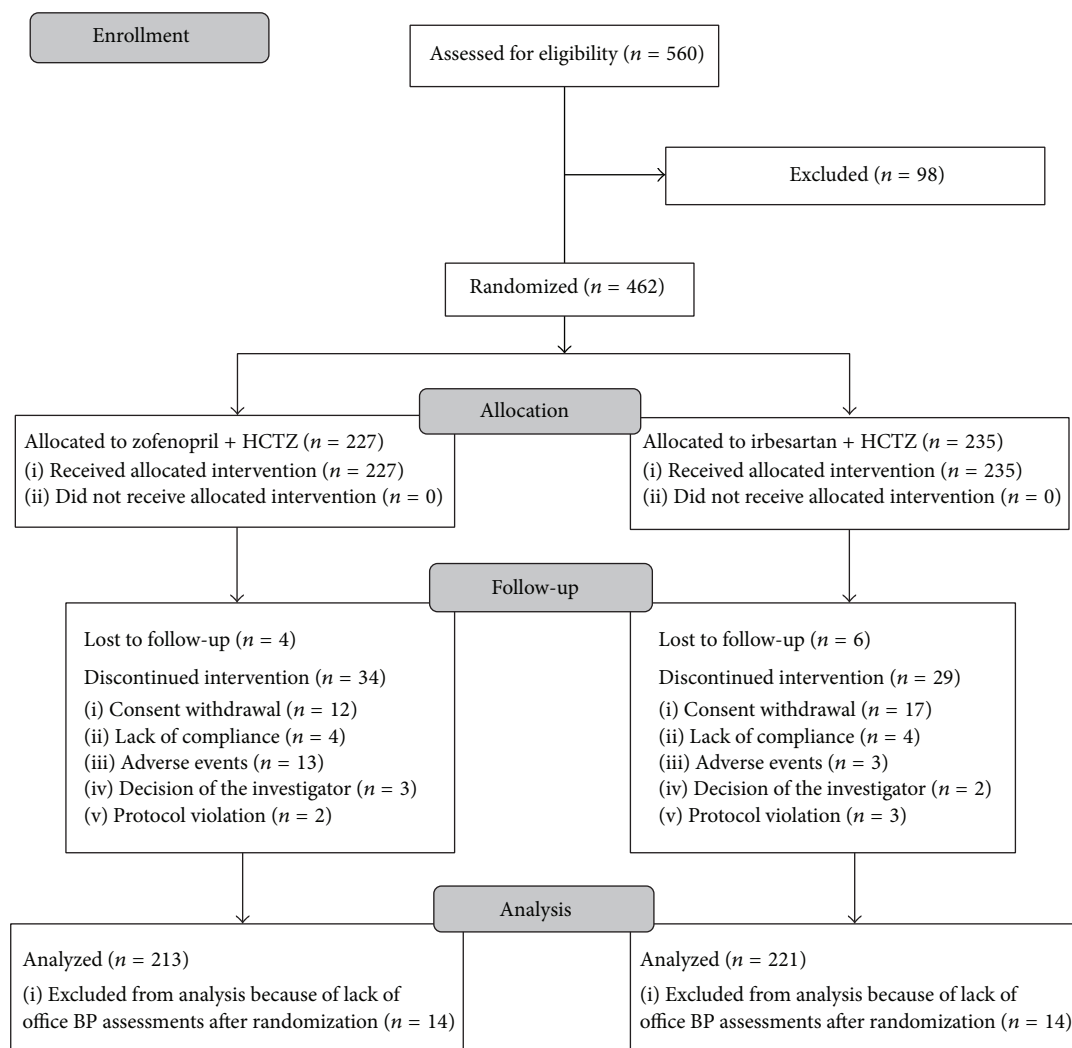 Enrollment
Assessed for eligibility (n = 560)
Excluded (n = 98)
Randomized (n = 462)
Allocation
Allocated to zofenopril + HCTZ (n = 227)
(i) Received allocated intervention (n = 227)
(ii) Did not receive allocated intervention (n = 0)
Allocated to irbesartan + HCTZ (n = 235)
(i) Received allocated intervention (n = 235)
(ii) Did not receive allocated intervention (n = 0)
Follow-up
Lost to follow-up (n = 4)
Discontinued intervention (n = 34)
(i) Consent withdrawal (n = 12)
(ii) Lack of compliance (n = 4)
(iii) Adverse events (n = 13)
(iv) Decision of the investigator (n = 3)
(v) Protocol violation (n = 2)
Lost to follow-up (n = 6)
Discontinued intervention (n = 29)
(i) Consent withdrawal (n = 17)
(ii) Lack of compliance (n = 4)
(iii) Adverse events (n = 3)
(iv) Decision of the investigator (n = 2)
(v) Protocol violation (n = 3)
Analysis
Analyzed (n = 213)
(i) Excluded from analysis because of lack of
office BP assessments after randomization (n = 14)
Analyzed (n = 221)
(i) Excluded from analysis because of lack of
office BP assessments after randomization (n = 14)